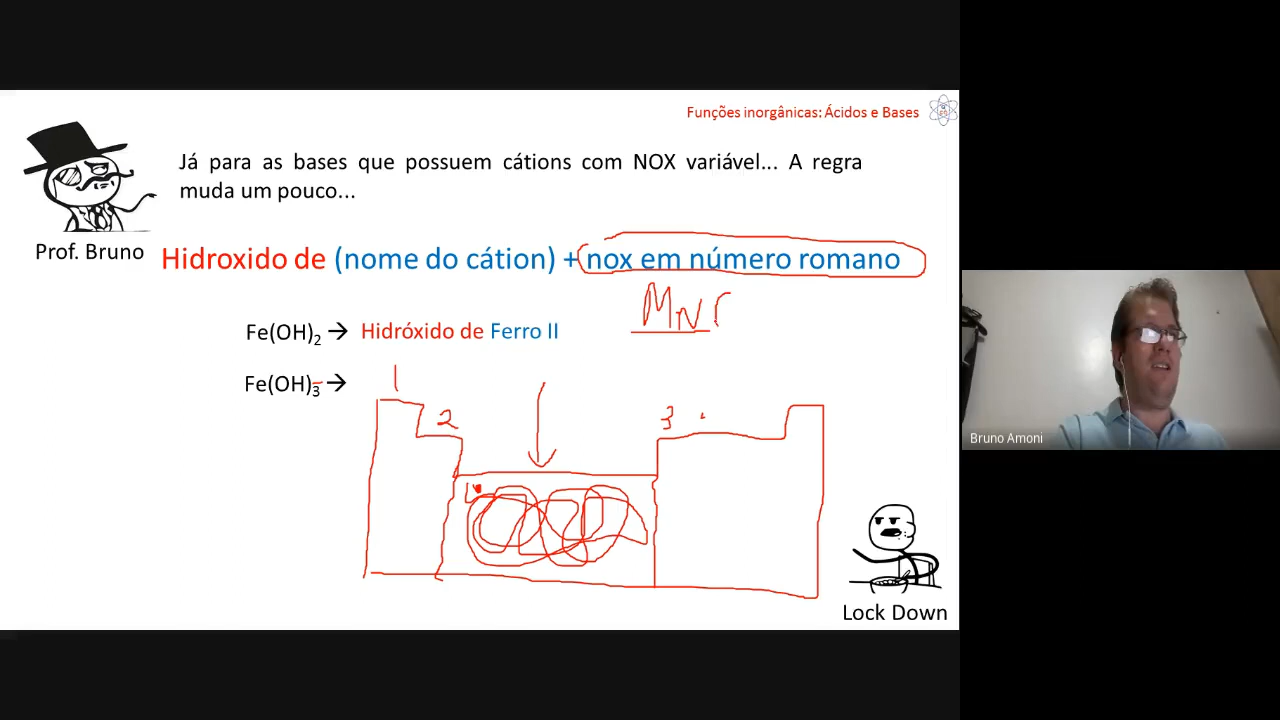 Funções inorgânicas: Ácidos e Bases
Já para as bases que possuem cátions com NOX variável... A regra
muda um pouco...
Prof. Bruno
Hidroxido de (nome do cátion) + nox em número romano
Mn
Fe(OH)2 → Hidróxido de Ferro II
Fe(OH)3 →
1
2
3
Bruno Amoni
Lock Down